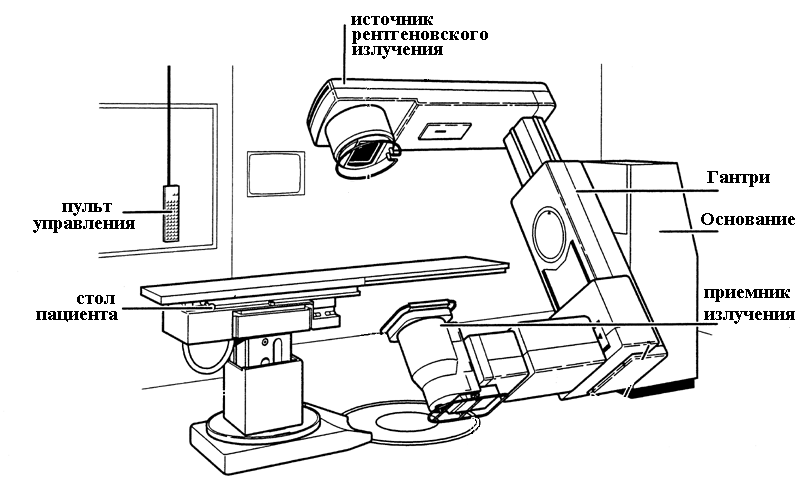 источник
рентгеновского
излучения
Гантри
пульт
управления
Основание
стол
пациента
приемник
излучения